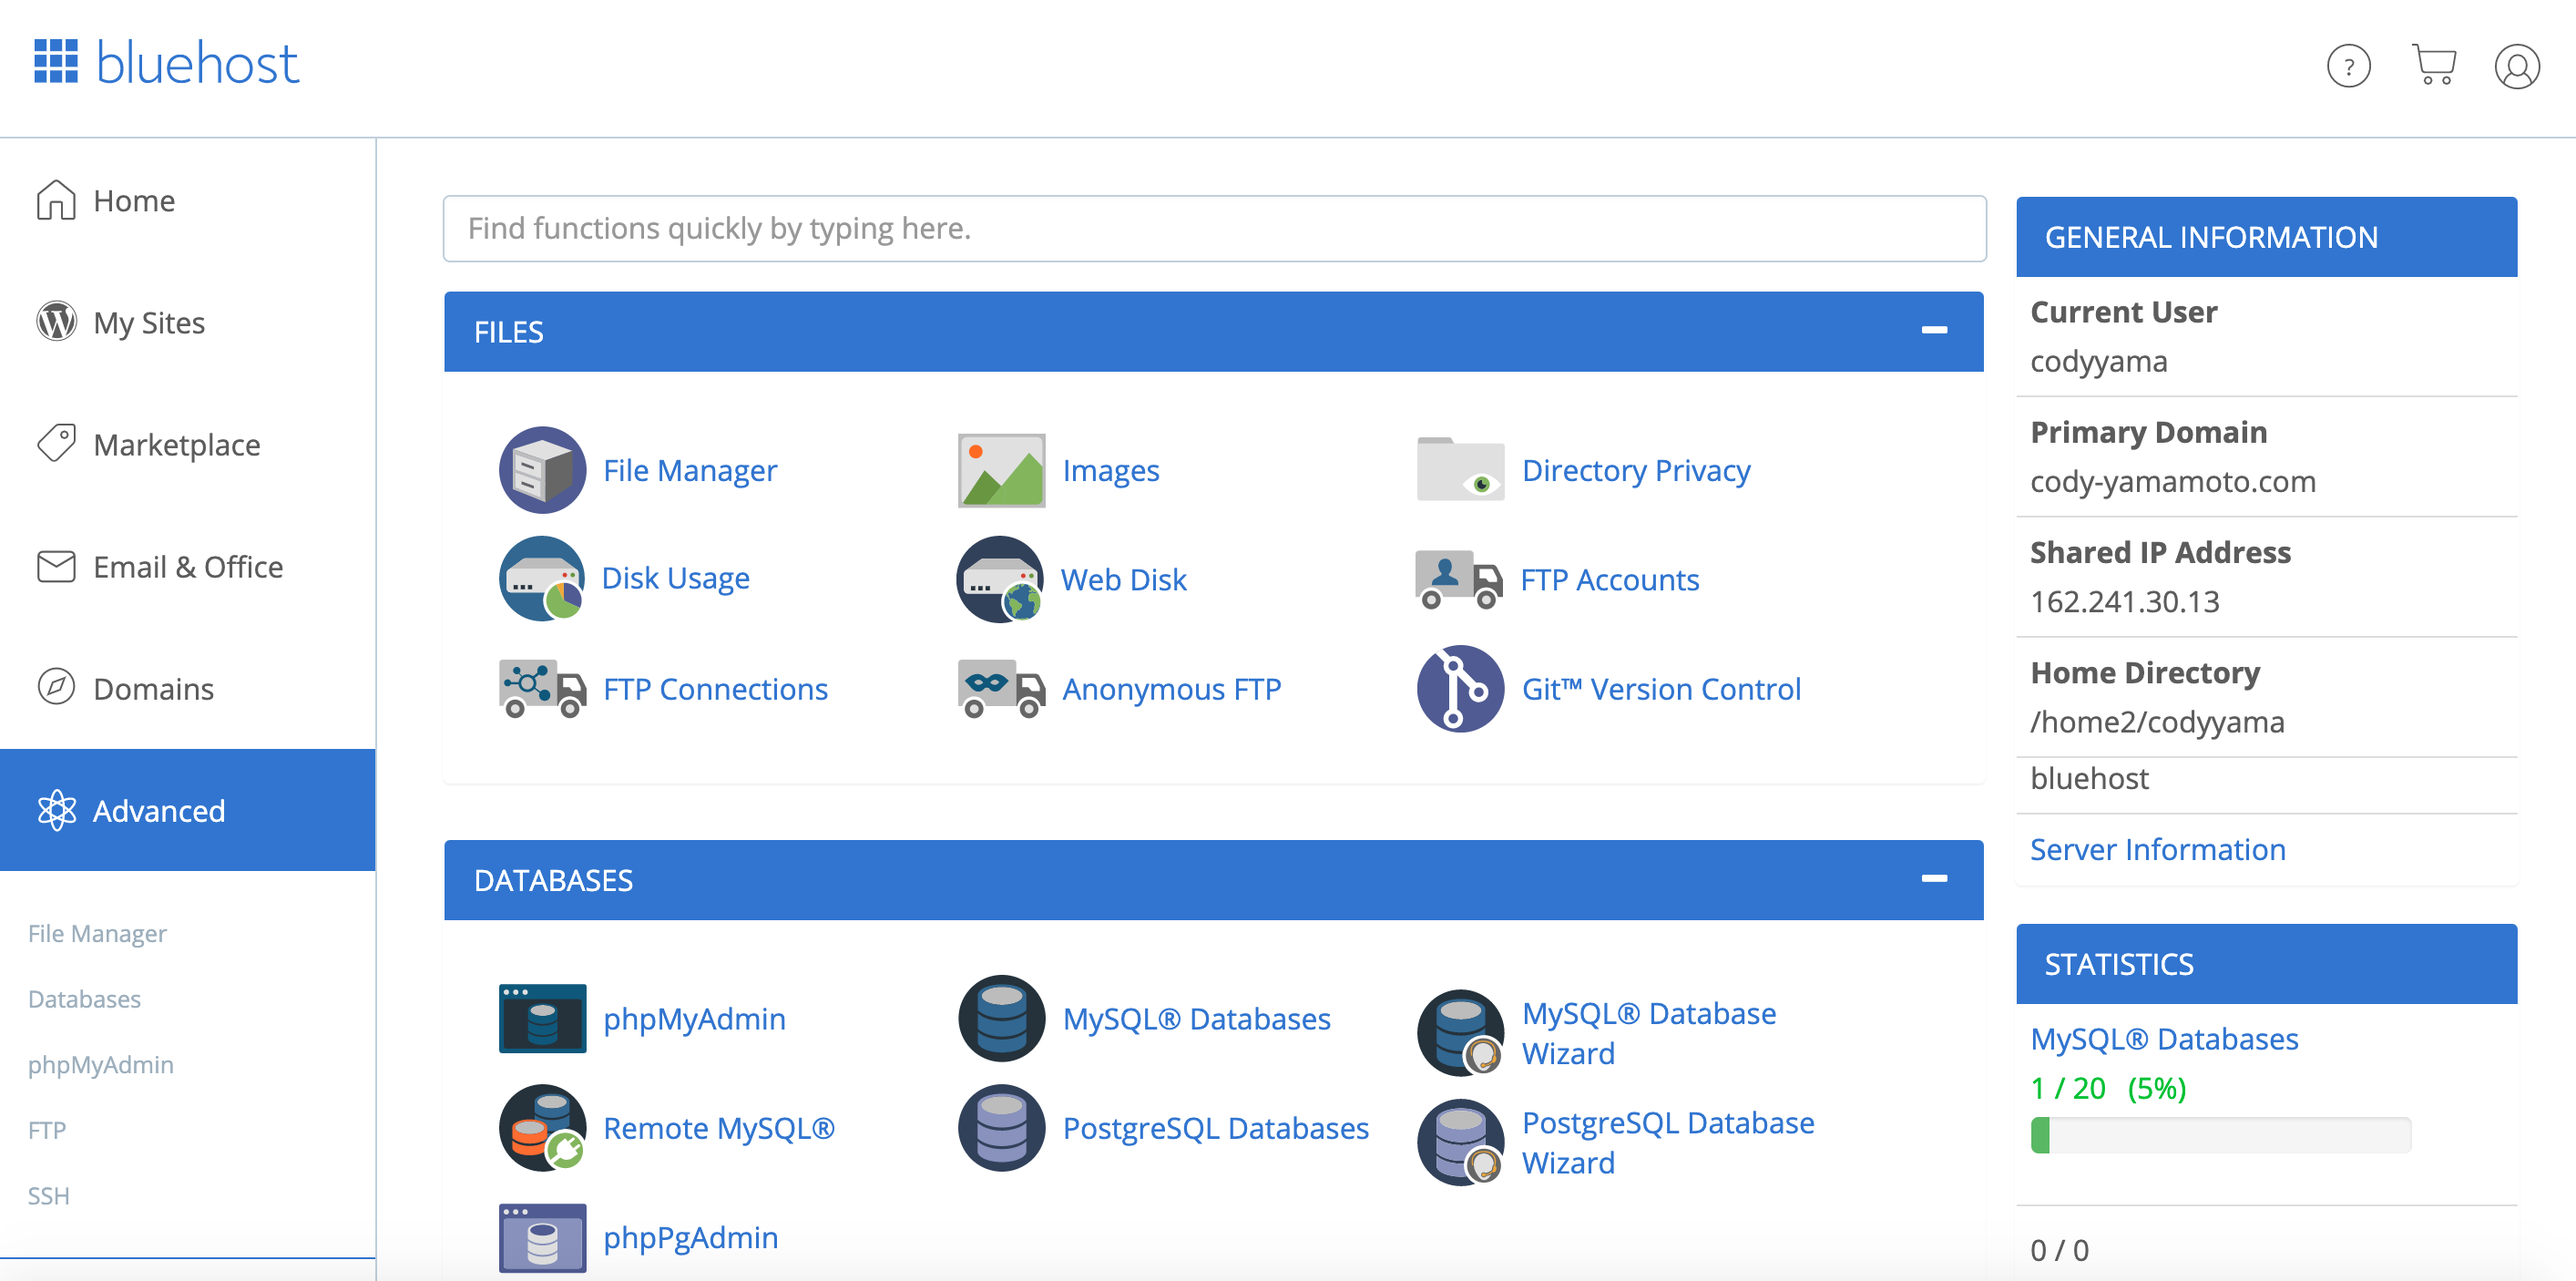 bluehost
?
Home
My Sites
Marketplace
Email & Office
Domains
Advanced
File Manager
Databases
phpMyAdmin
FTP
SSH
Find functions quickly by typing here.
FILES
File Manager
Images
Directory Privacy
Disk Usage
Web Disk
FTP Accounts
FTP Connections
Anonymous FTP
Git™ Version Control
DATABASES
phpMyAdmin
MySQL® Databases
MySQL® Database
Wizard
Remote MySQL®
PostgreSQL Databases
PostgreSQL Database
Wizard
phpPgAdmin
GENERAL INFORMATION
Current User
codyyama
Primary Domain
cody-yamamoto.com
Shared IP Address
162.241.30.13
Home Directory
/home2/codyyama
bluehost
Server Information
STATISTICS
MySQL® Databases
1 / 20 (5%)
0 / 0